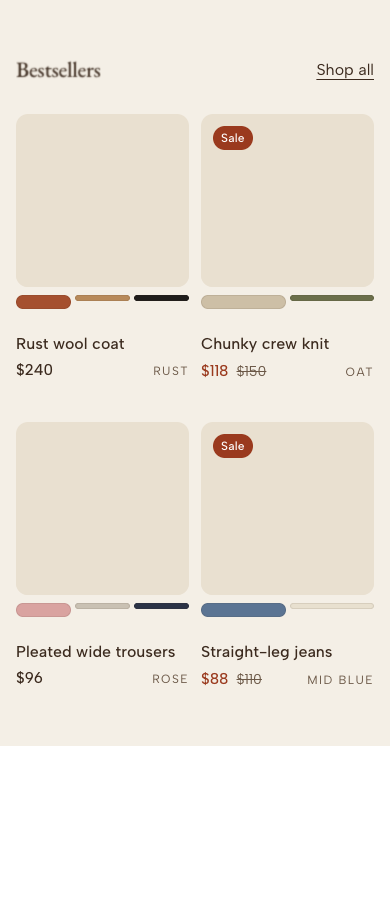 Bestsellers
Shop all
Sale
Rust wool coat
$240
RUST
Chunky crew knit
$118 $150
OAT
Sale
Pleated wide trousers
$96
ROSE
Straight-leg jeans
$88 $110
MID BLUE